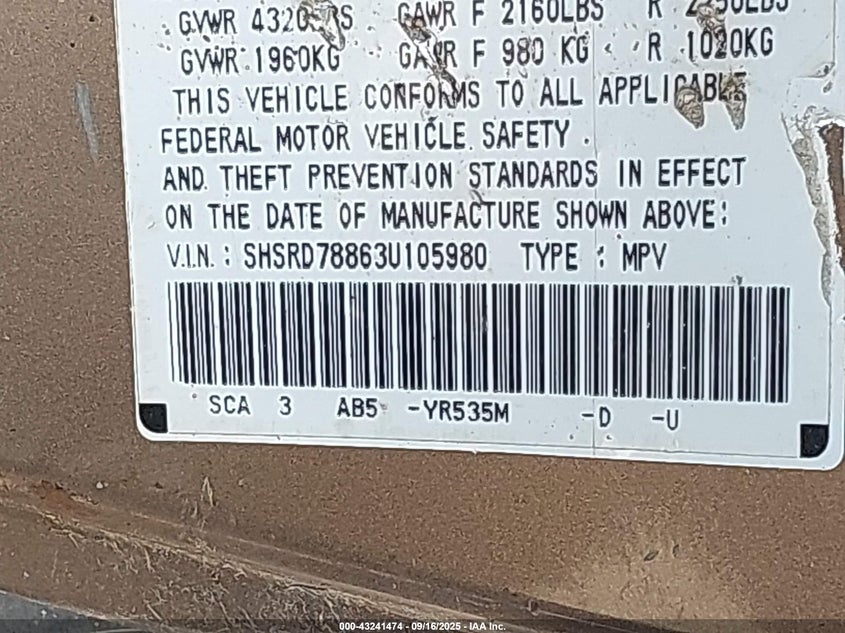 GVWR 4320LBS GAWR F 2160LBS R
GVWR 1960KG GAWR F 980 KG R 1020KG
THIS VEHICLE CONFORMS TO ALL APPLICABLE
FEDERAL MOTOR VEHICLE SAFETY
AND THEFT PREVENTION STANDARDS IN EFFECT
ON THE DATE OF MANUFACTURE SHOWN ABOVE:
V.I.N. : SHSRD78863U105980 TYPE : MPV
SCA 3 AB5 -YR535M -D -U
000-43241474 - 09/16/2025 - IAA Inc.